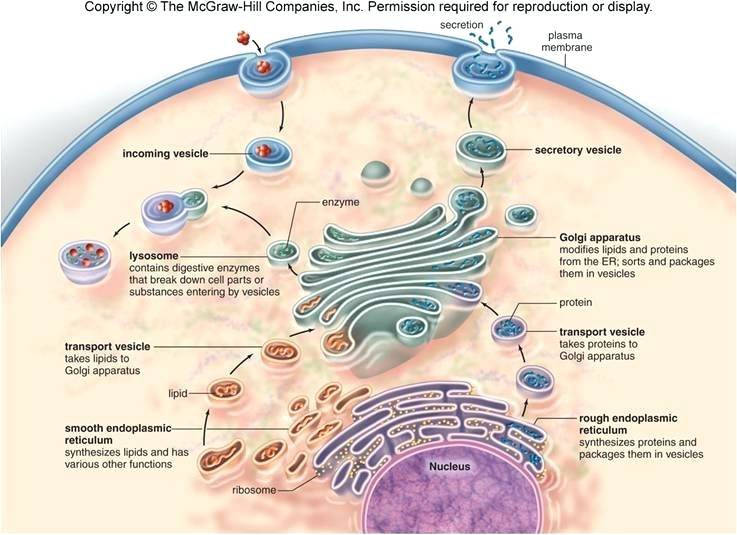 Copyright © The McGraw-Hill Companies, Inc. Permission required for reproduction or display.
secretion
plasma
membrane
incoming vesicle
secretory vesicle
enzyme
lysosome
contains digestive enzymes
that break down cell parts or
substances entering by vesicles
Golgi apparatus
modifies lipids and proteins
from the ER; sorts and packages
them in vesicles
protein
transport vesicle
takes lipids to
Golgi apparatus
transport vesicle
takes proteins to
Golgi apparatus
lipid
smooth endoplasmic
reticulum
synthesizes lipids and has
various other functions
rough endoplasmic
reticulum
synthesizes proteins and
packages them in vesicles
Nucleus
ribosome